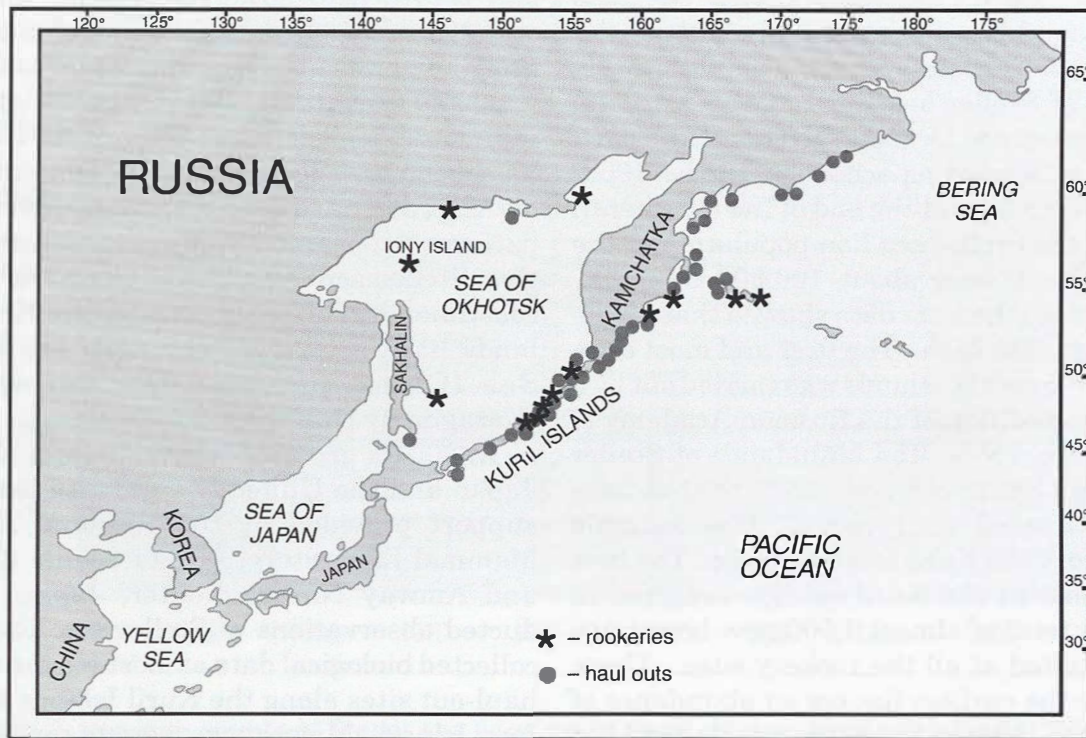 120° 125° 130° 135° 140° 145° 150° 155° 160° 165° 170° 175°
65°
RUSSIA
60°
BERING
SEA
KAMCHATKA
IONY ISLAND
SEA OF
OKHOTSK
55°
SAKHALIN
50°
KURIL ISLANDS
45°
SEA OF
JAPAN
40°
KOREA
JAPAN
PACIFIC
OCEAN
35°
YELLOW
SEA
CHINA
– rookeries
30°
– haul outs